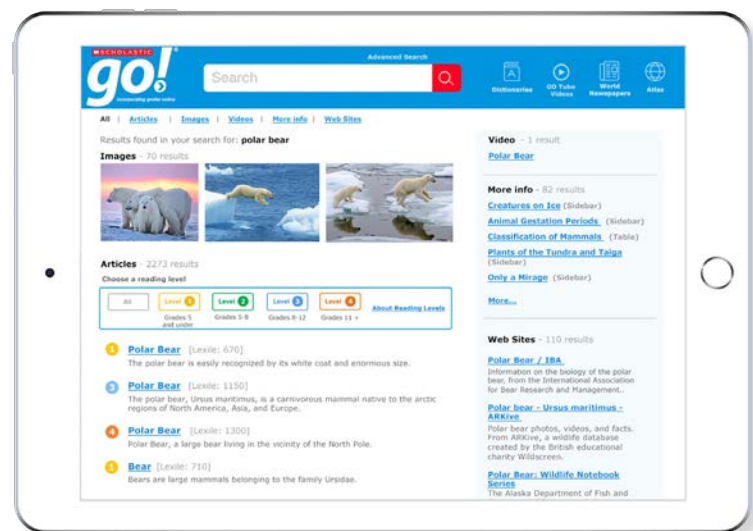 SCHOLASTIC
go!
incorporating grolier online
Advanced Search
Search
Dictionaries
GO Tube Videos
World Newspapers
Atlas
All | Articles | Images | Videos | More info | Web Sites
Results found in your search for: polar bear
Images - 70 results
Articles - 2273 results
Choose a reading level
All
Level 1
Level 2
Level 3
Level 4
Grades 5 and under
Grades 5-8
Grades 8-12
Grades 11 +
About Reading Levels
1 Polar Bear [Lexile: 670]
The polar bear is easily recognized by its white coat and enormous size.
3 Polar Bear [Lexile: 1150]
The polar bear, Ursus maritimus, is a carnivorous mammal native to the arctic
regions of North America, Asia, and Europe.
4 Polar Bear [Lexile: 1300]
Polar Bear, a large bear living in the vicinity of the North Pole.
1 Bear [Lexile: 710]
Bears are large mammals belonging to the family Ursidae.
Video - 1 result
Polar Bear
More info - 82 results
Creatures on Ice (Sidebar)
Animal Gestation Periods (Sidebar)
Classification of Mammals (Table)
Plants of the Tundra and Taiga
(Sidebar)
Only a Mirage (Sidebar)
More...
Web Sites - 110 results
Polar Bear / IBA
Information on the biology of the polar
bear, from the International Association
for Bear Research and Management..
Polar bear - Ursus maritimus -
ARKive
Polar bear photos, videos, and facts.
From ARKive, a wildlife database
created by the British educational
charity Wildscreen.
Polar Bear: Wildlife Notebook
Series
The Alaska Department of Fish and